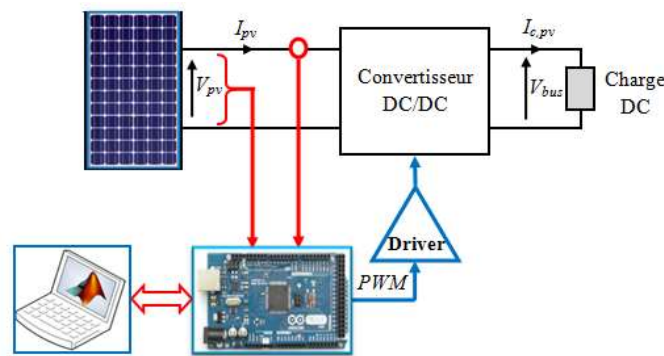 I_pv
I_c,pv
Convertisseur
DC/DC
V_pv
V_bus
Charge
DC
Driver
PWM